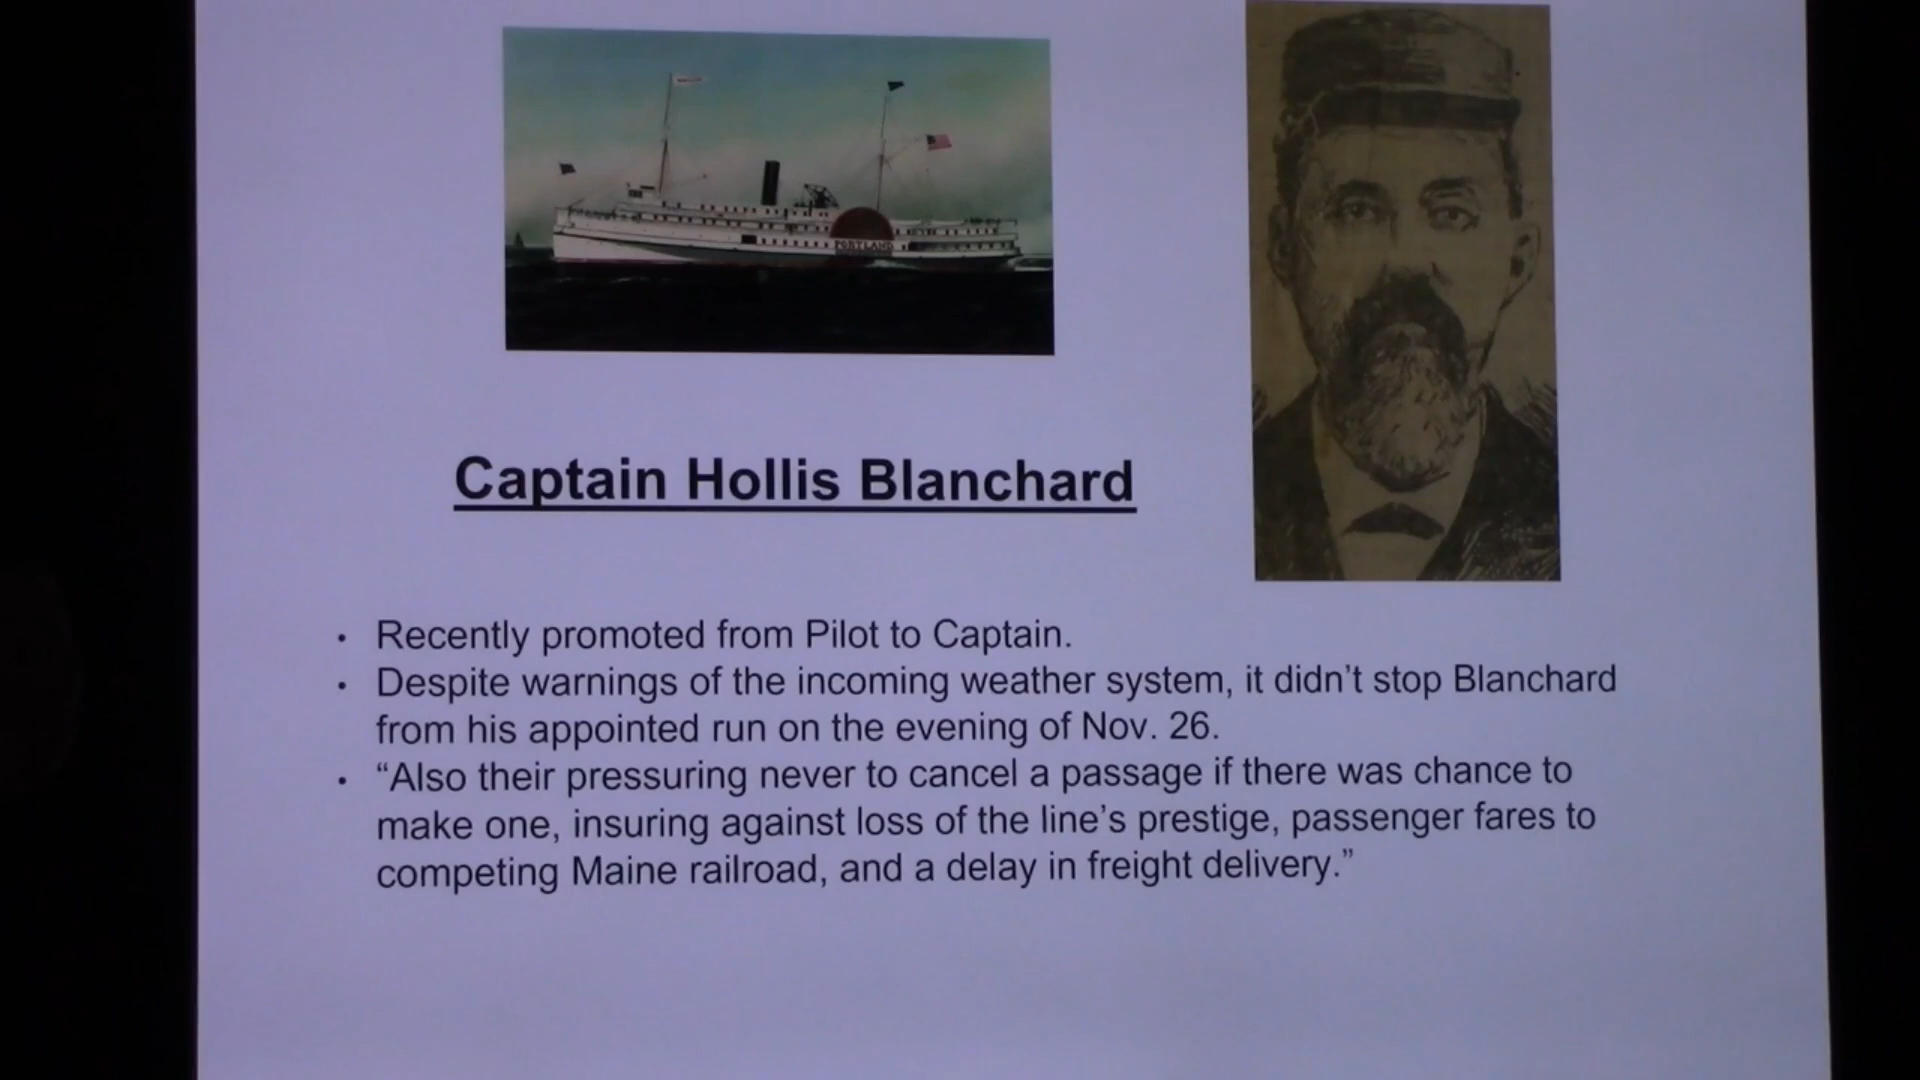 PORTLAND
Captain Hollis Blanchard
• Recently promoted from Pilot to Captain.
• Despite warnings of the incoming weather system, it didn’t stop Blanchard
from his appointed run on the evening of Nov. 26.
• “Also their pressuring never to cancel a passage if there was chance to
make one, insuring against loss of the line’s prestige, passenger fares to
competing Maine railroad, and a delay in freight delivery.”